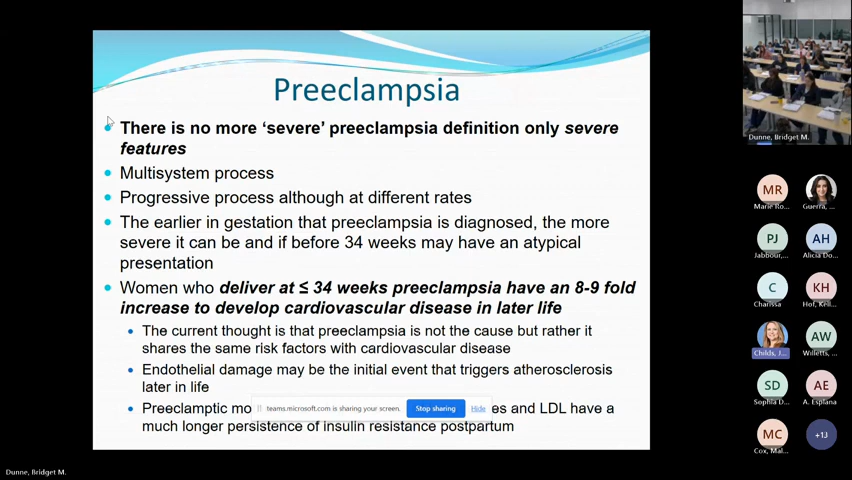 Preeclampsia
There is no more ‘severe’ preeclampsia definition only severe
features
Multisystem process
Progressive process although at different rates
The earlier in gestation that preeclampsia is diagnosed, the more
severe it can be and if before 34 weeks may have an atypical
presentation
Women who deliver at ≤ 34 weeks preeclampsia have an 8-9 fold
increase to develop cardiovascular disease in later life
The current thought is that preeclampsia is not the cause but rather it
shares the same risk factors with cardiovascular disease
Endothelial damage may be the initial event that triggers atherosclerosis
later in life
Preeclamptic mo
teams.microsoft.com is sharing your screen.
Stop sharing
Hide
es and LDL have a
much longer persistence of insulin resistance postpartum
Dunne, Bridget M.
MR
Marie Ro...
Guerra, ...
PJ
Jabbour,...
AH
Alicia Do...
C
Charissa
KH
Hof, Kell...
Childs, J...
AW
Willetts, ...
SD
Sophia D...
AE
A. Esplana
MC
Cox, Mal...
+13
Dunne, Bridget M.